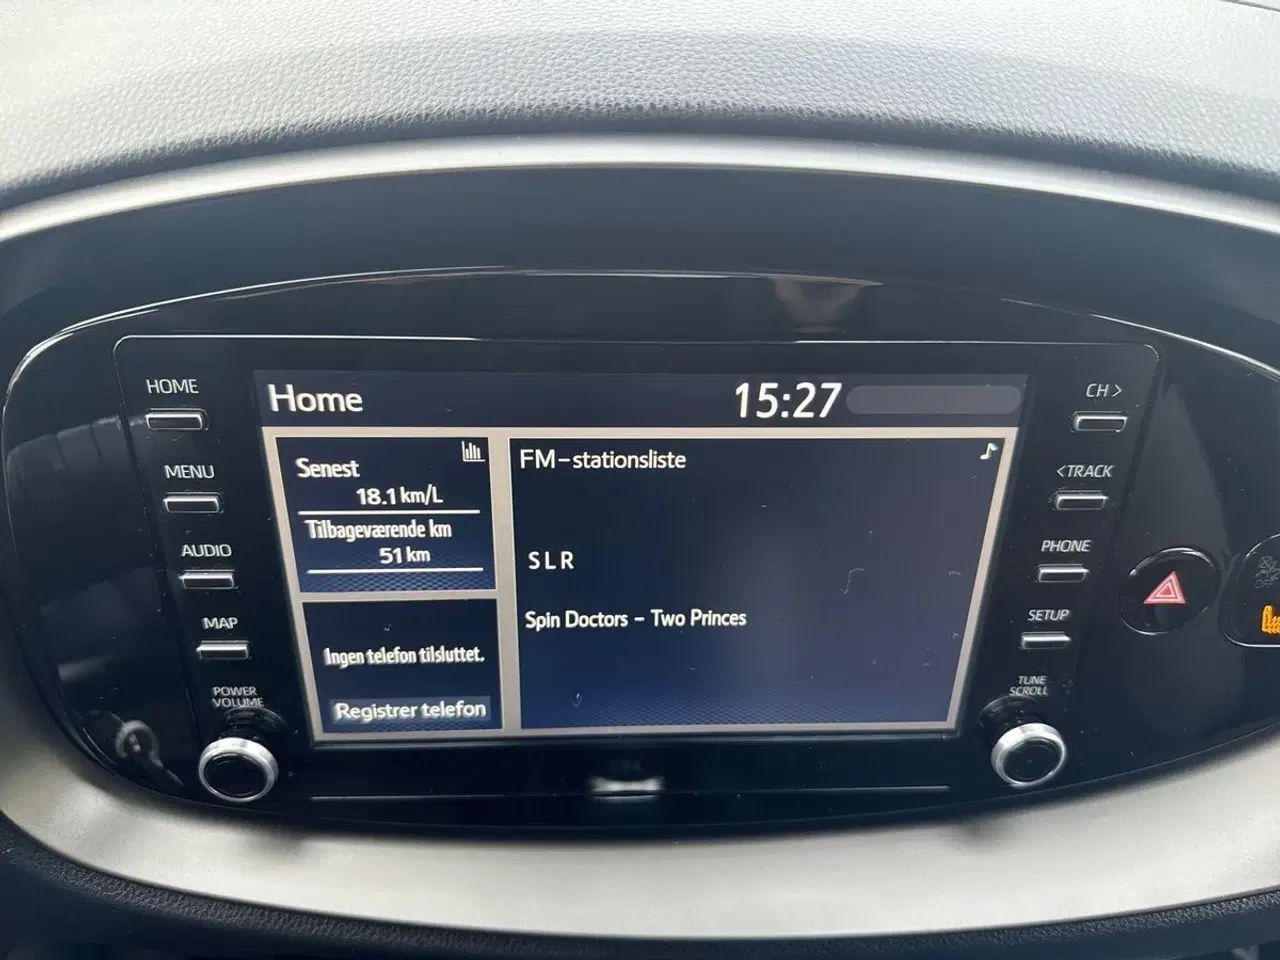 HOME
MENU
AUDIO
MAP
POWER
VOLUME
Home
15:27
Senest
18.1 km/L
Tilbageværende km
51 km
Ingen telefon tilsluttet.
Registrer telefon
FM-stationsliste
SLR
Spin Doctors - Two Princes
CH >
<TRACK
PHONE
SETUP
TUNE
SCROLL